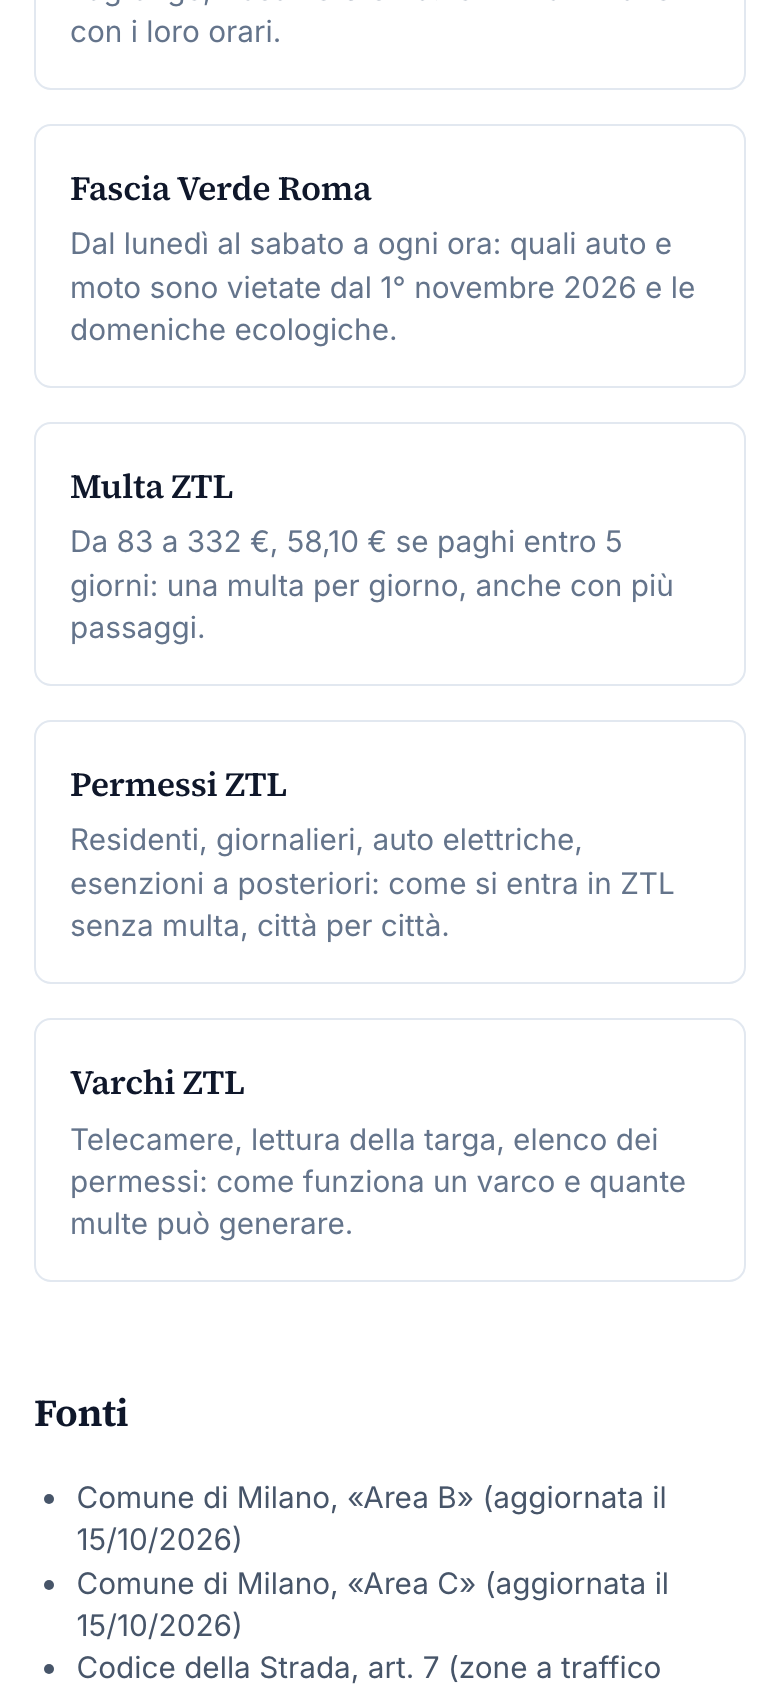 con i loro orari.
Fascia Verde Roma
Dal lunedì al sabato a ogni ora: quali auto e
moto sono vietate dal 1° novembre 2026 e le
domeniche ecologiche.
Multa ZTL
Da 83 a 332 €, 58,10 € se paghi entro 5
giorni: una multa per giorno, anche con più
passaggi.
Permessi ZTL
Residenti, giornalieri, auto elettriche,
esenzioni a posteriori: come si entra in ZTL
senza multa, città per città.
Varchi ZTL
Telecamere, lettura della targa, elenco dei
permessi: come funziona un varco e quante
multe può generare.
Fonti
• Comune di Milano, «Area B» (aggiornata il
15/10/2026)
• Comune di Milano, «Area C» (aggiornata il
15/10/2026)
• Codice della Strada, art. 7 (zone a traffico